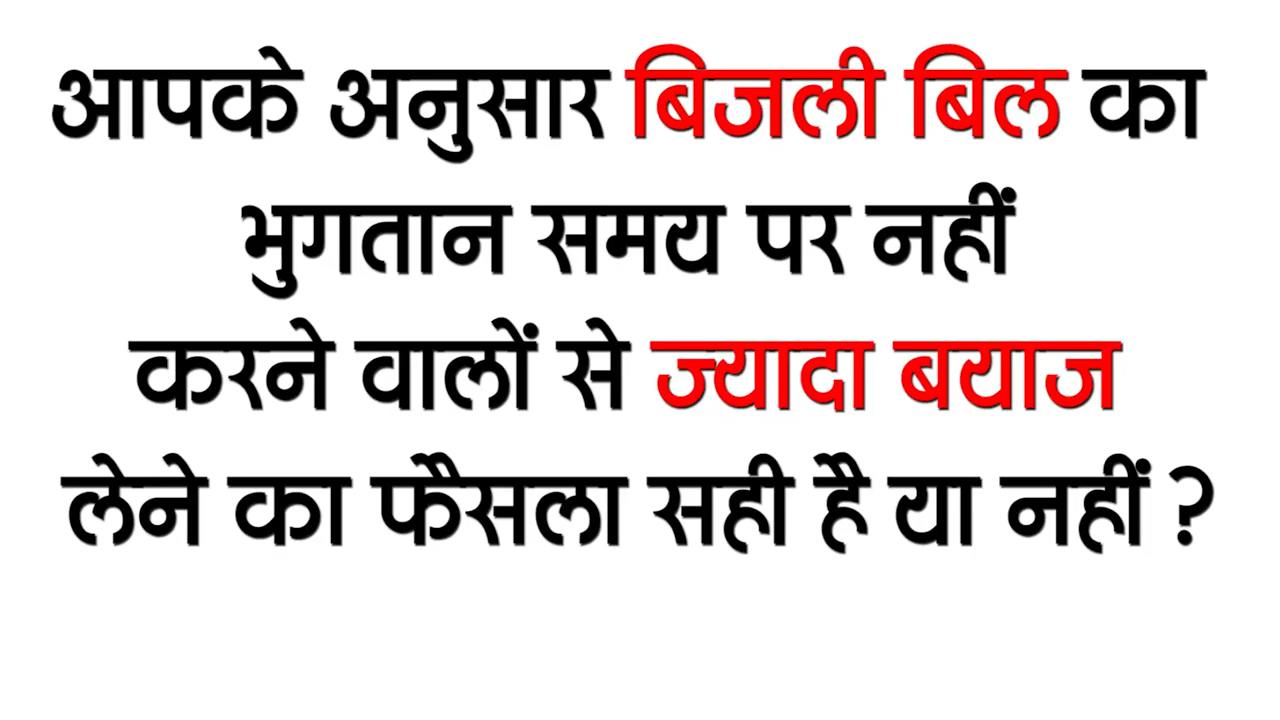 आपके अनुसार बिजली बिल का
भुगतान समय पर नहीं
करने वालों से ज्यादा बयाज
लेने का फैसला सही है या नहीं ?